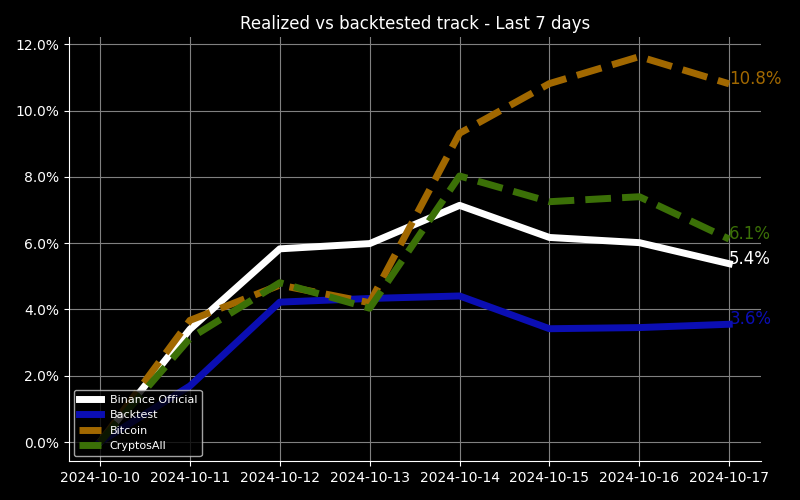 Realized vs backtested track - Last 7 days
12.0%
10.0%
8.0%
6.0%
4.0%
2.0%
0.0%
10.8%
6.1%
5.4%
3.6%
Binance Official
Backtest
Bitcoin
CryptosAll
2024-10-10 2024-10-11 2024-10-12 2024-10-13 2024-10-14 2024-10-15 2024-10-16 2024-10-17